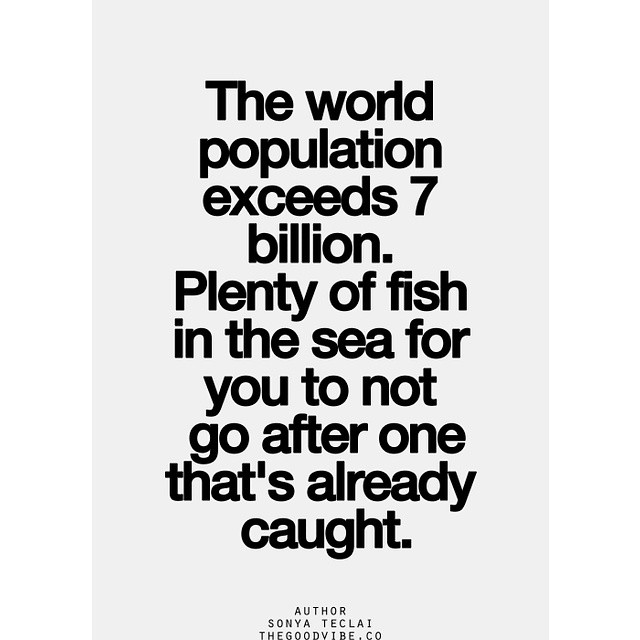 The world
population
exceeds 7
billion.
Plenty of fish
in the sea for
you to not
go after one
that's already
caught.
AUTHOR
SONYA TECLAI
THEGOODVIBE.CO